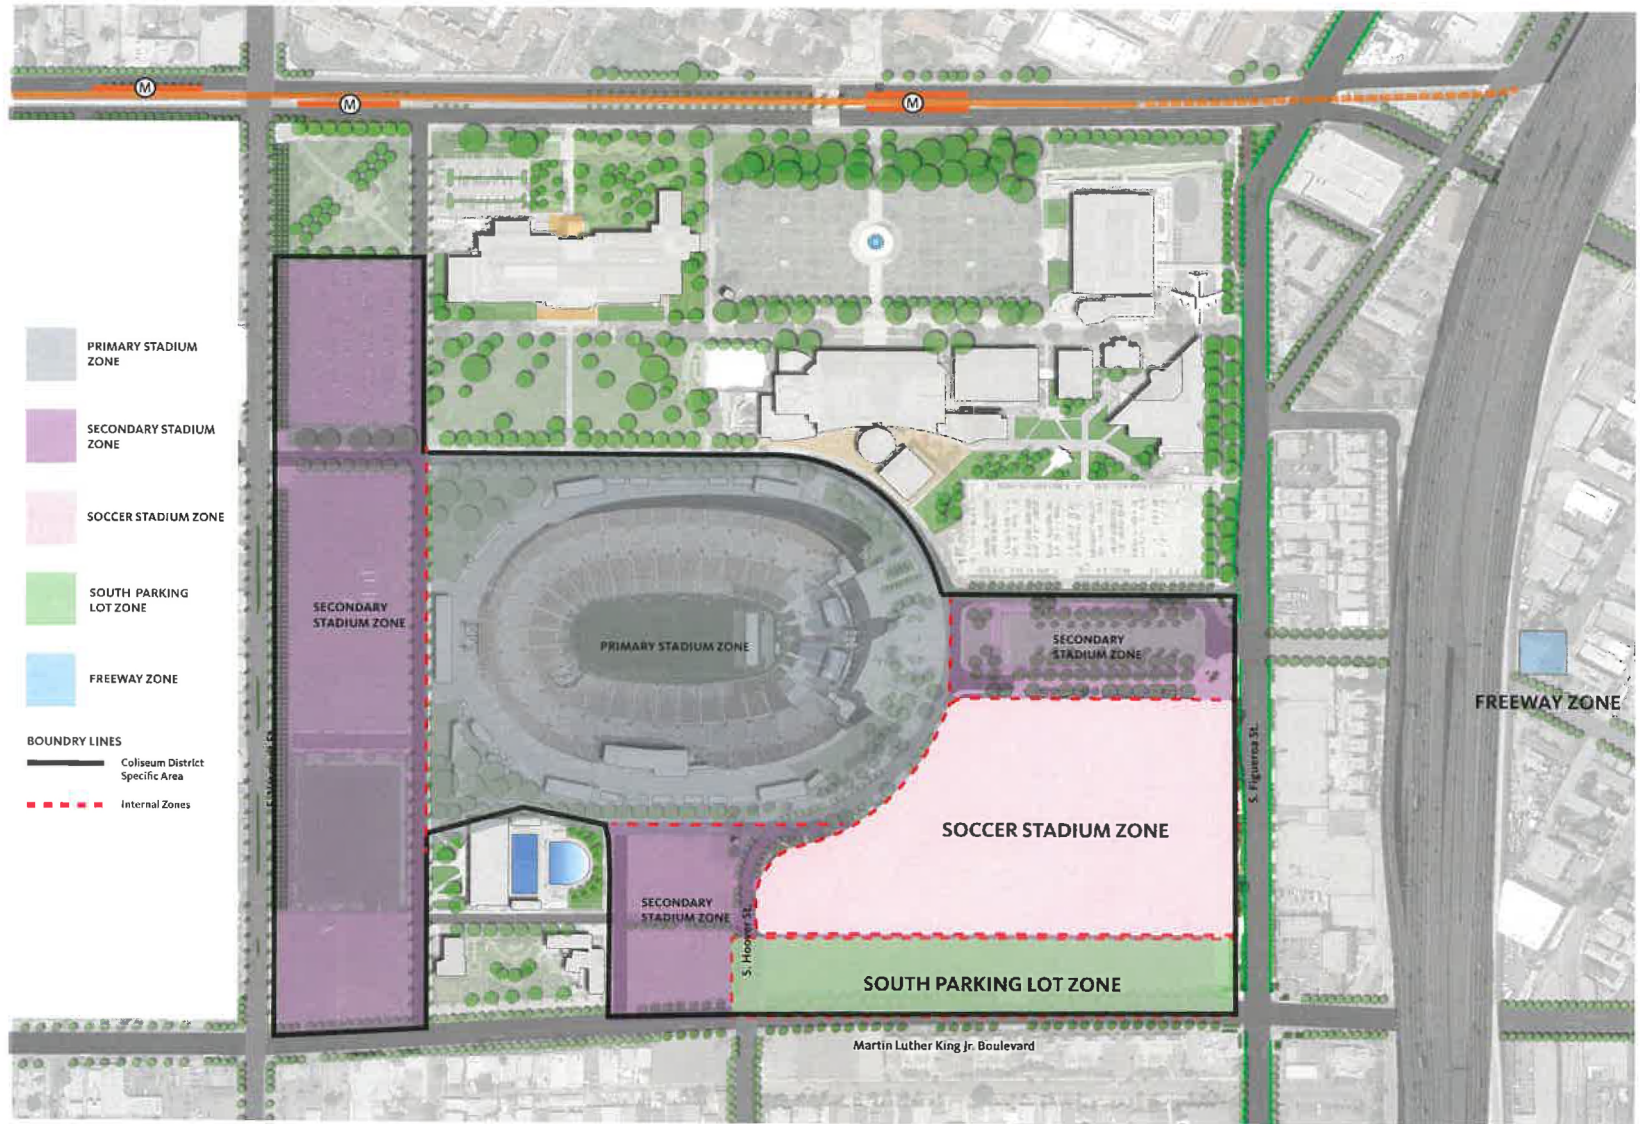 M
M
M
PRIMARY STADIUM
ZONE
SECONDARY STADIUM
ZONE
SOCCER STADIUM ZONE
SOUTH PARKING
LOT ZONE
FREEWAY ZONE
BOUNDRY LINES
Coliseum District
Specific Area
Internal Zones
SECONDARY
STADIUM ZONE
PRIMARY STADIUM ZONE
SECONDARY
STADIUM ZONE
FREEWAY ZONE
S. Figueroa St.
SOCCER STADIUM ZONE
SECONDARY
STADIUM ZONE
S. Hoover St.
SOUTH PARKING LOT ZONE
Martin Luther King Jr. Boulevard